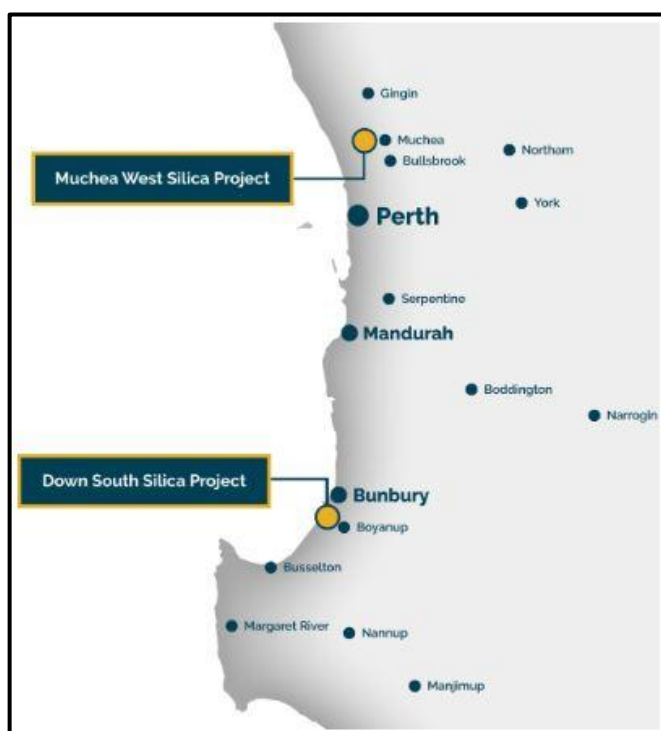 Gingin
Muchea
Northam
Bullsbrook
Muchea West Silica Project
York
Perth
Serpentine
Mandurah
Boddington
Narrogin
Down South Silica Project
Bunbury
Boyanup
Busselton
Margaret River
Nannup
Manjimup